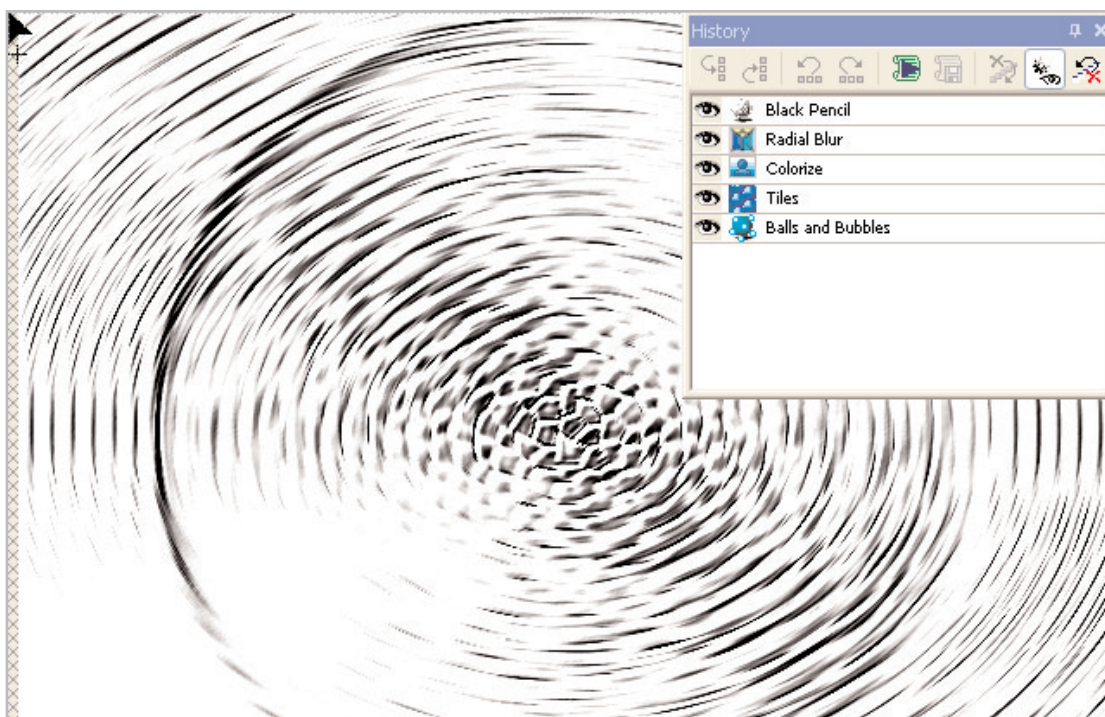 History
Black Pencil
Radial Blur
Colorize
Tiles
Balls and Bubbles